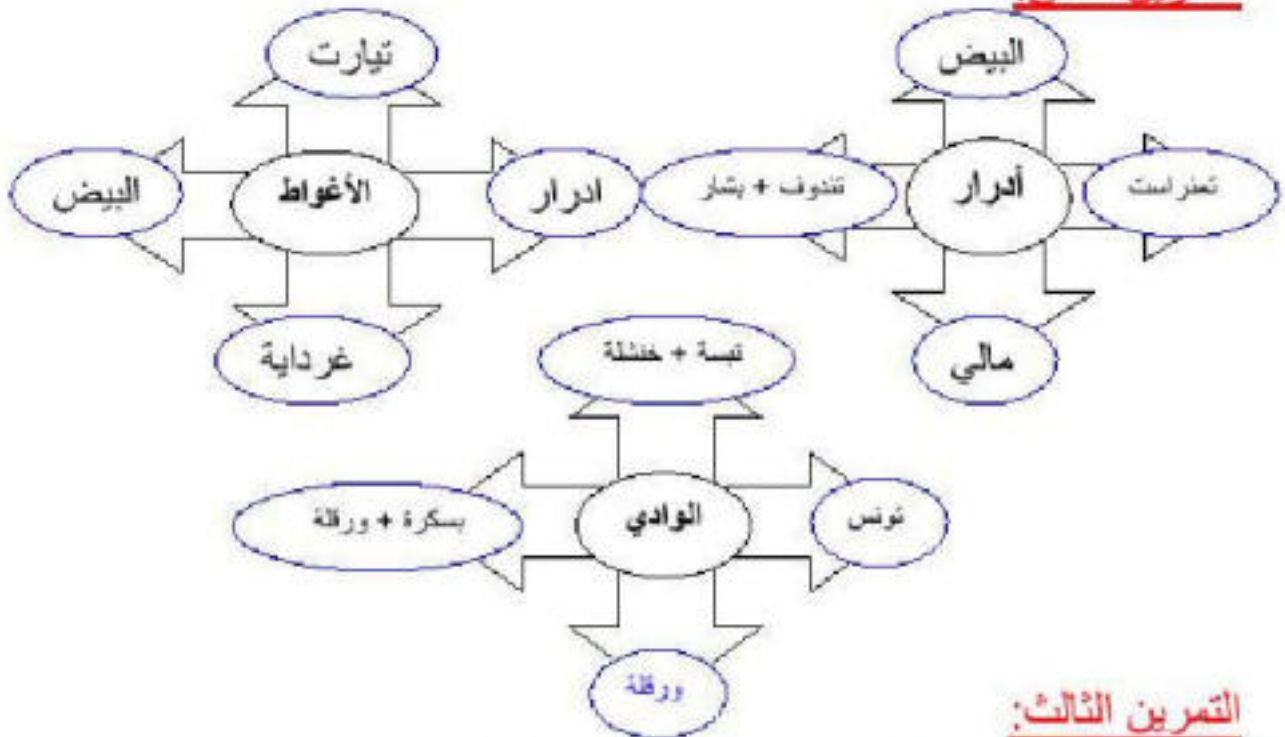 البيض
تندوف + بشار
أدرار
تمنراست
مالي
تيارت
البيض
الأغواط
ادرار
غرداية
تبسة + خنشلة
بسكرة + ورقلة
الوادي
تونس
ورقلة
التمرين الثالث: